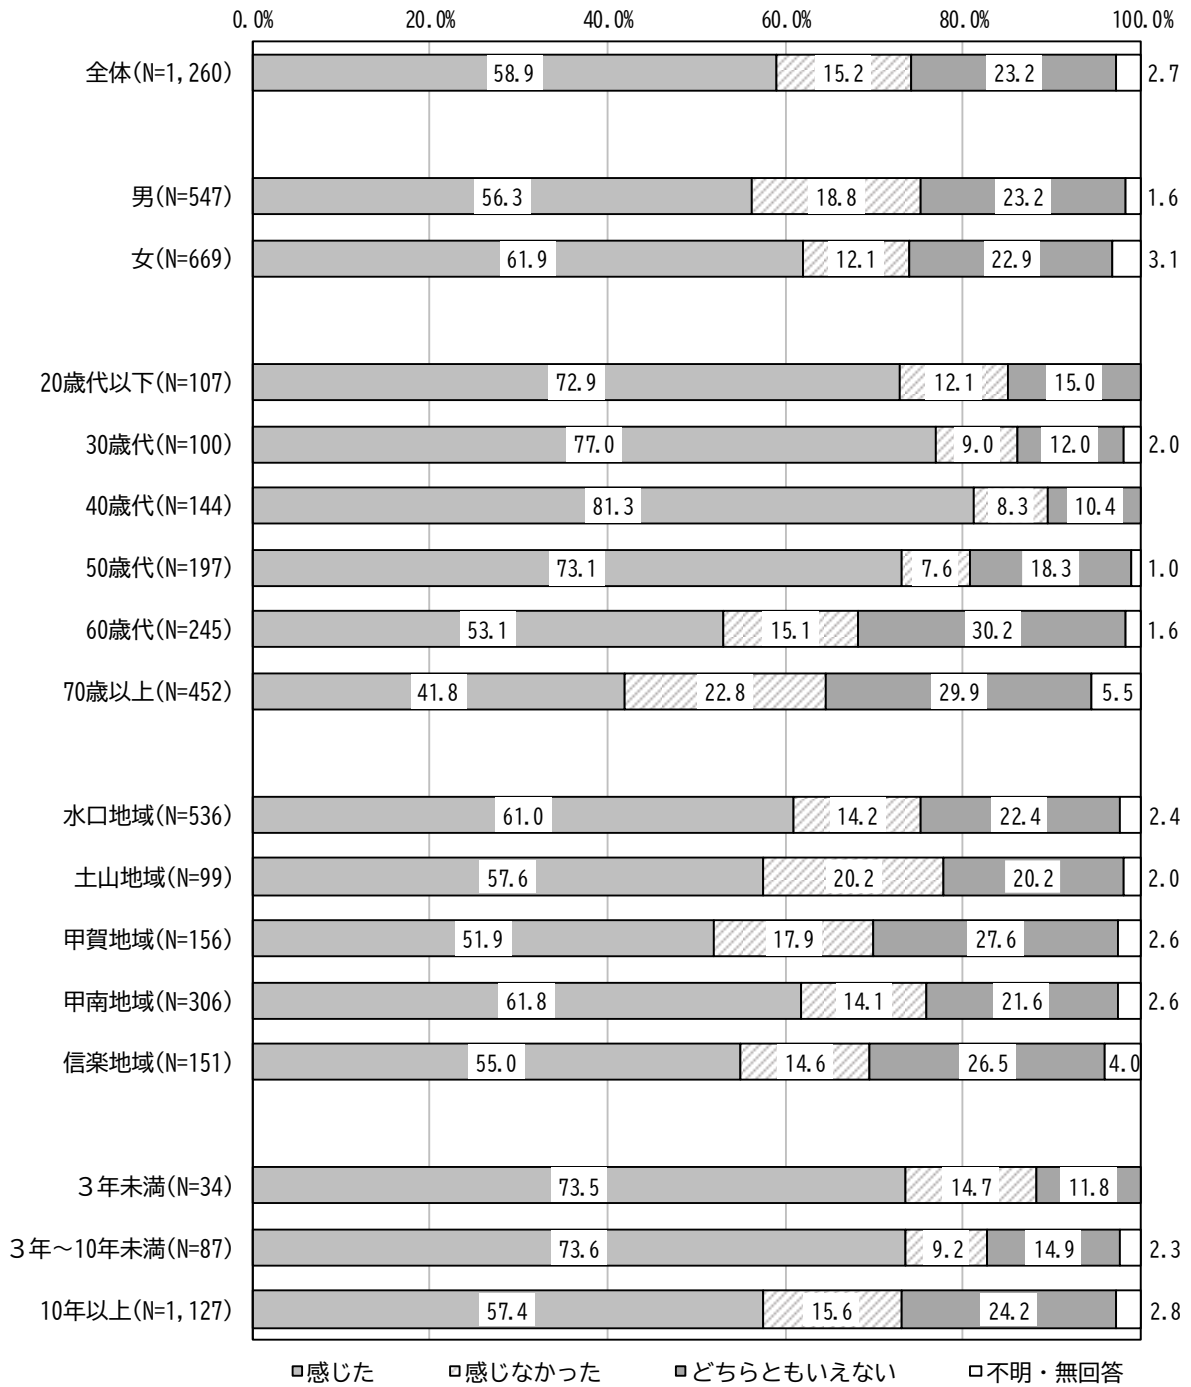 0.0% 20.0% 40.0% 60.0% 80.0% 100.0%
全体(N=1,260) 58.9 15.2 23.2 2.7
男(N=547) 56.3 18.8 23.2 1.6
女(N=669) 61.9 12.1 22.9 3.1
20歳代以下(N=107) 72.9 12.1 15.0
30歳代(N=100) 77.0 9.0 12.0 2.0
40歳代(N=144) 81.3 8.3 10.4
50歳代(N=197) 73.1 7.6 18.3 1.0
60歳代(N=245) 53.1 15.1 30.2 1.6
70歳以上(N=452) 41.8 22.8 29.9 5.5
水口地域(N=536) 61.0 14.2 22.4 2.4
土山地域(N=99) 57.6 20.2 20.2 2.0
甲賀地域(N=156) 51.9 17.9 27.6 2.6
甲南地域(N=306) 61.8 14.1 21.6 2.6
信楽地域(N=151) 55.0 14.6 26.5 4.0
３年未満(N=34) 73.5 14.7 11.8
３年～10年未満(N=87) 73.6 9.2 14.9 2.3
10年以上(N=1,127) 57.4 15.6 24.2 2.8
感じた 感じなかった どちらともいえない 不明・無回答